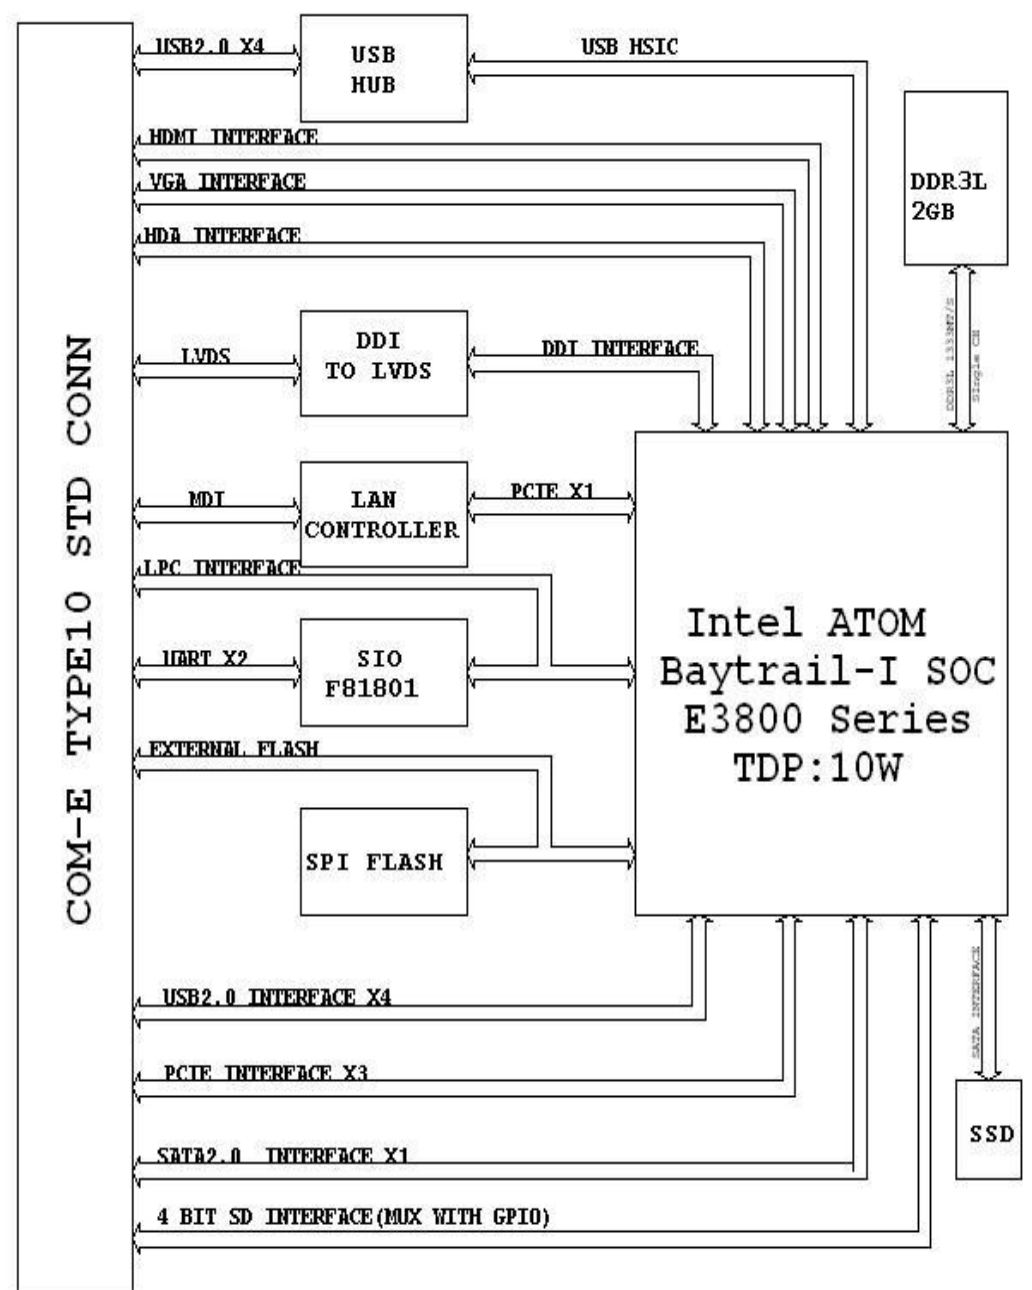 USB2.0 X4
USB
HUB
USB HSIC
HDMI INTERFACE
VGA INTERFACE
HDA INTERFACE
DDR3L
2GB
DDR3L 1333MT/S
Single CH
LVDS
DDI
TO LVDS
DDI INTERFACE
COM-E TYPE10 STD CONN
MDI
LAN
CONTROLLER
PCIE X1
LPC INTERFACE
UART X2
SIO
F81801
Intel ATOM
Baytrail-I SOC
E3800 Series
TDP:10W
EXTERNAL FLASH
SPI FLASH
USB2.0 INTERFACE X4
SATA INTERFACE
PCIE INTERFACE X3
SSD
SATA2.0 INTERFACE X1
4 BIT SD INTERFACE(MUX WITH GPIO)